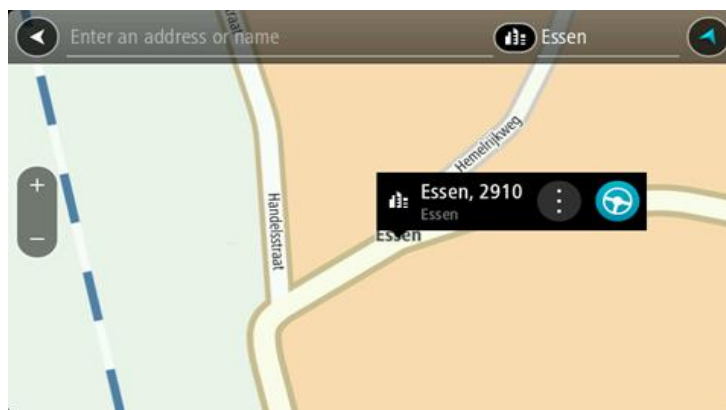 Enter an address or name
Essen
Hemelrijkweg
Essen, 2910
Essen
Essen
Handelsstraat
+
-